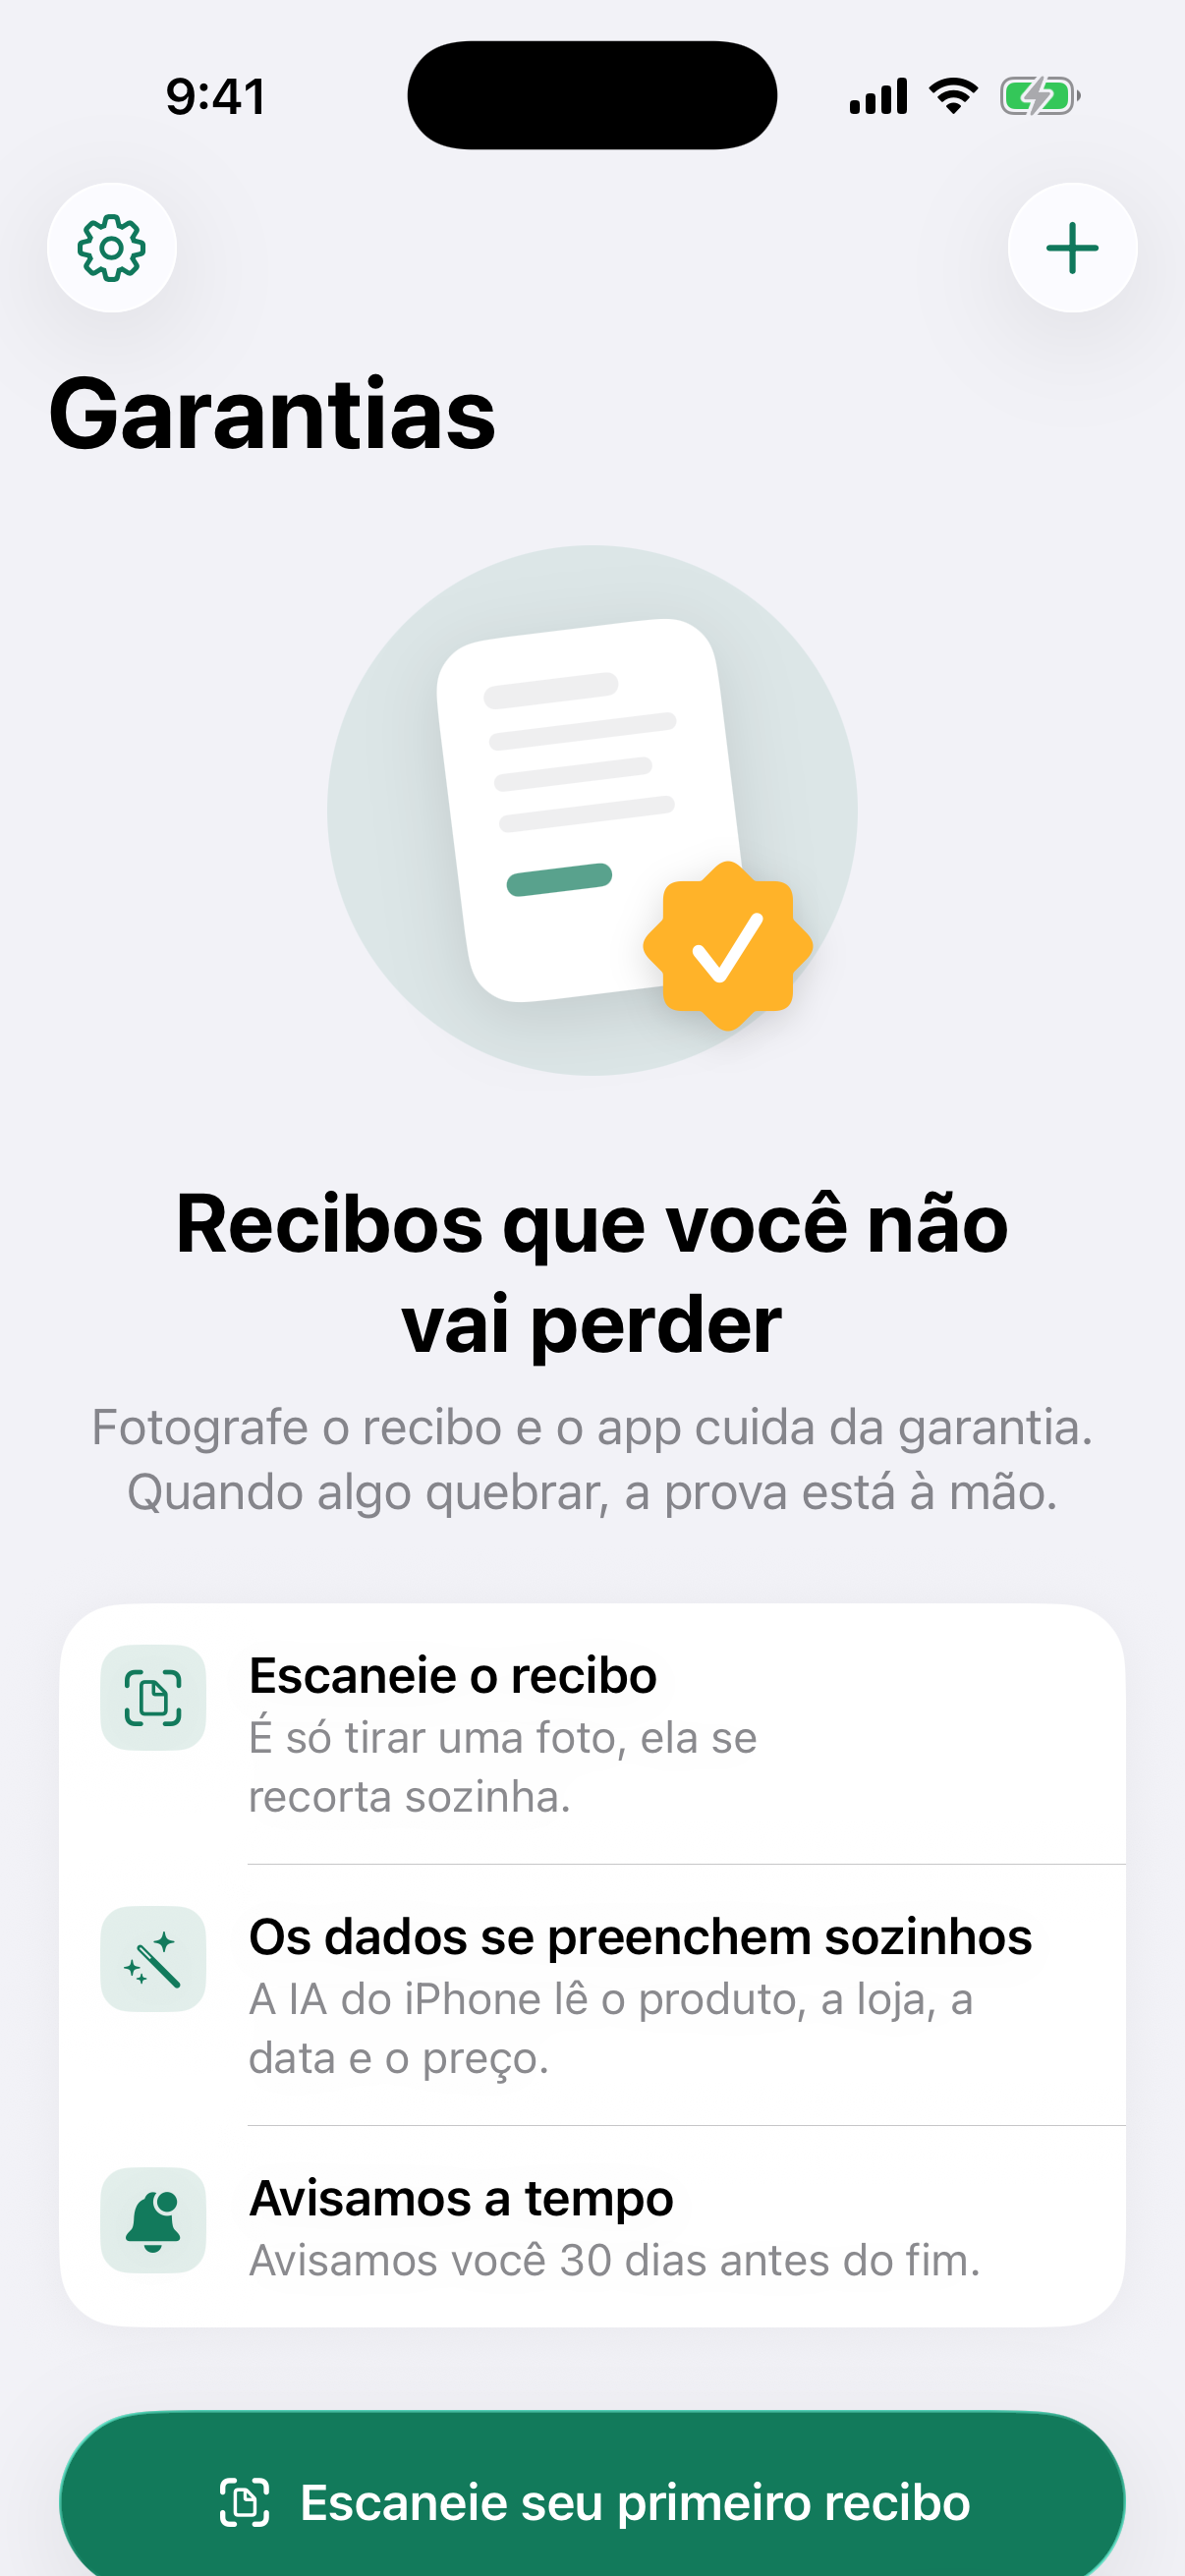 9:41
Garantias
Recibos que você não
vai perder
Fotografe o recibo e o app cuida da garantia.
Quando algo quebrar, a prova está à mão.
Escaneie o recibo
É só tirar uma foto, ela se
recorta sozinha.
Os dados se preenchem sozinhos
A IA do iPhone lê o produto, a loja, a
data e o preço.
Avisamos a tempo
Avisamos você 30 dias antes do fim.
Escaneie seu primeiro recibo